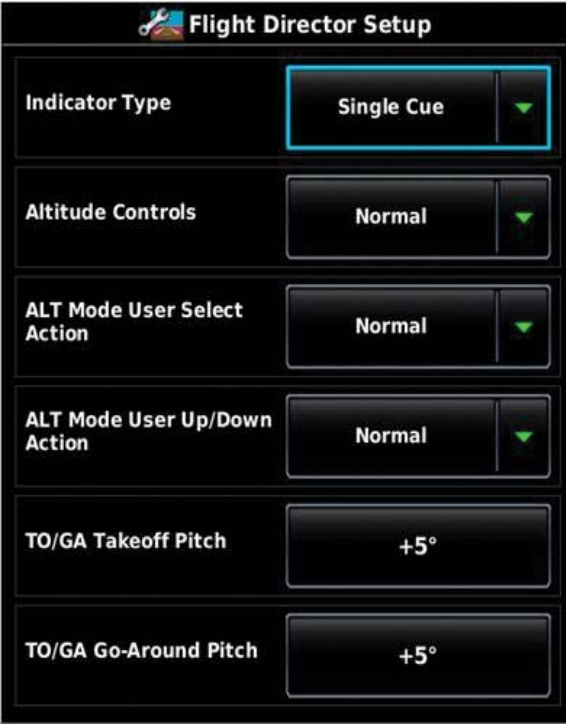 Flight Director Setup
Indicator Type
Single Cue
Altitude Controls
Normal
ALT Mode User Select
Action
Normal
ALT Mode User Up/Down
Action
Normal
TO/GA Takeoff Pitch
+5°
TO/GA Go-Around Pitch
+5°